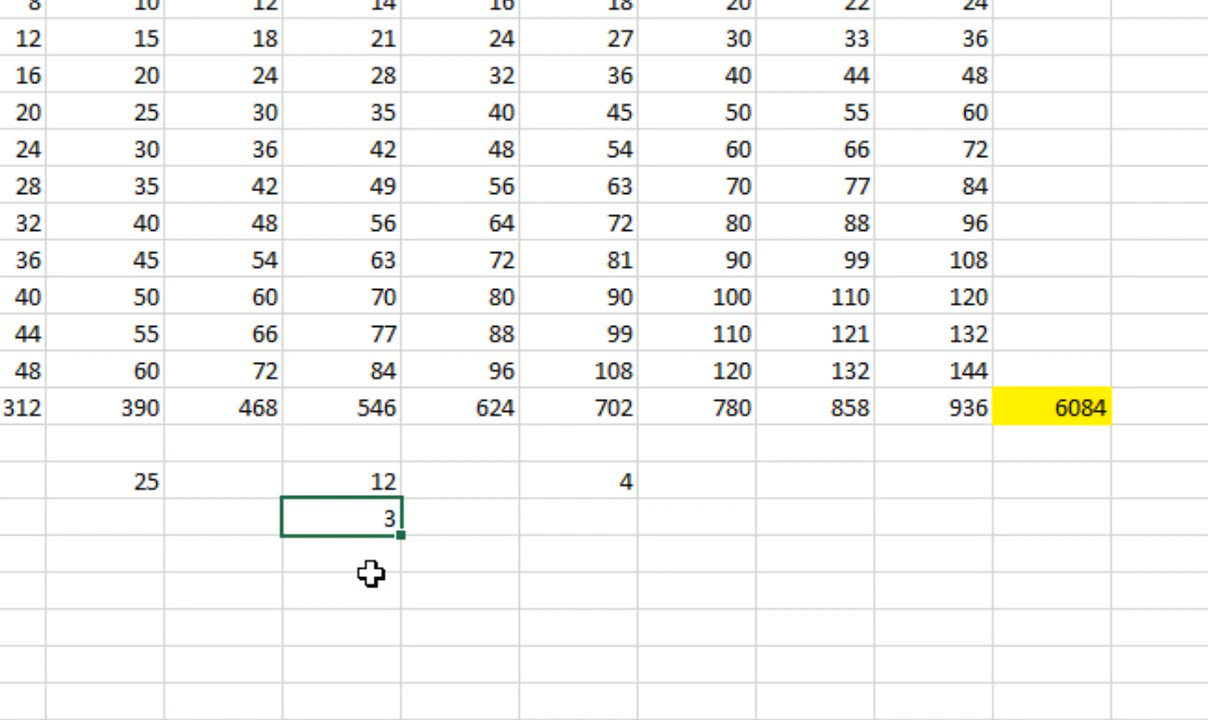 8 10 12 14 16 18 20 22 24
12 15 18 21 24 27 30 33 36
16 20 24 28 32 36 40 44 48
20 25 30 35 40 45 50 55 60
24 30 36 42 48 54 60 66 72
28 35 42 49 56 63 70 77 84
32 40 48 56 64 72 80 88 96
36 45 54 63 72 81 90 99 108
40 50 60 70 80 90 100 110 120
44 55 66 77 88 99 110 121 132
48 60 72 84 96 108 120 132 144
312 390 468 546 624 702 780 858 936 6084
25 12 4
3